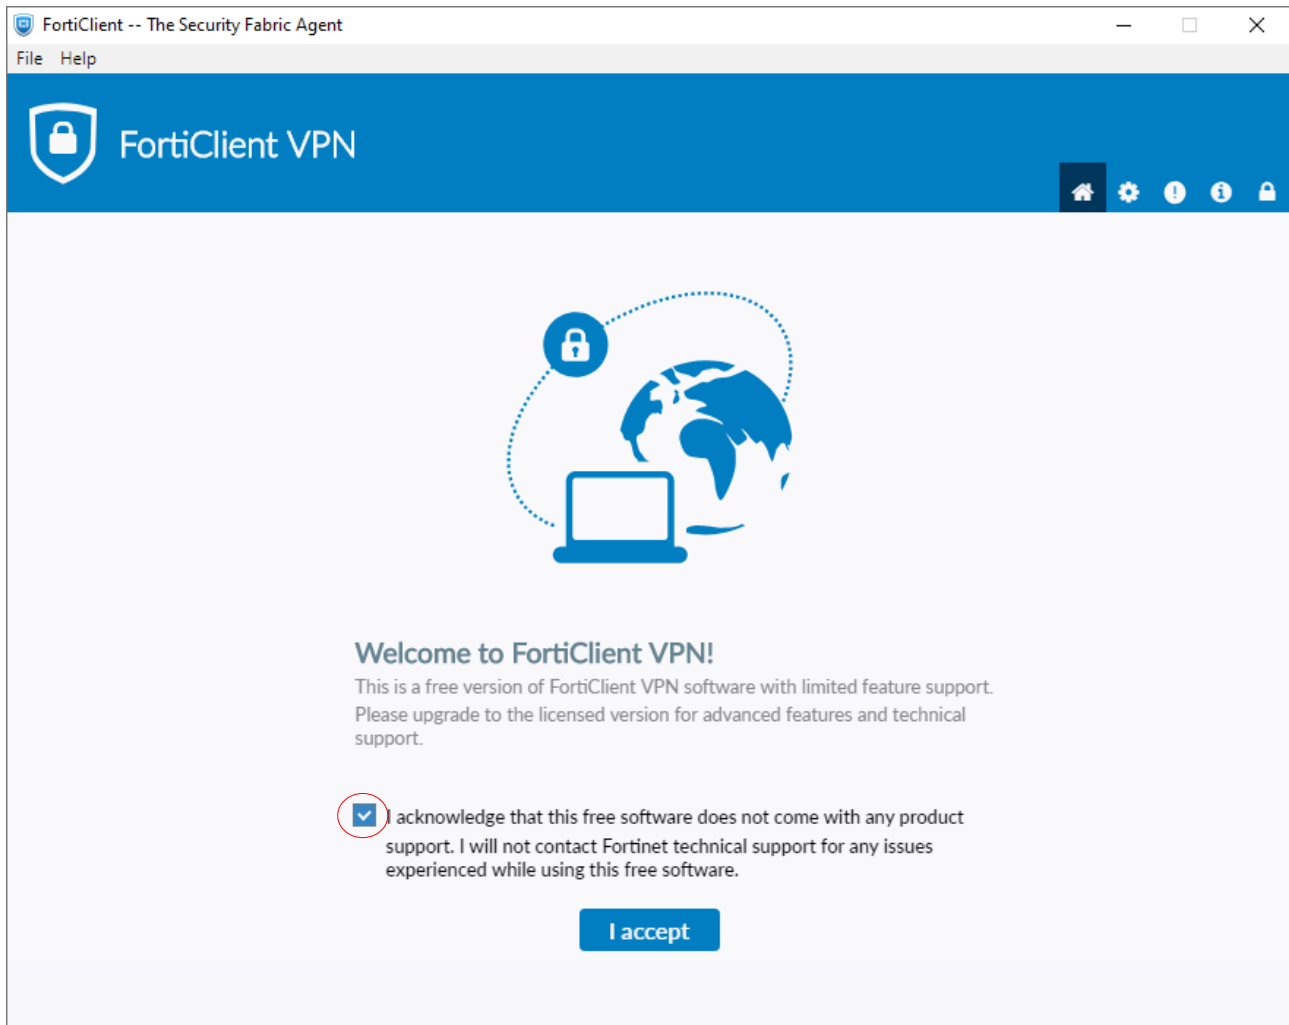 FortiClient -- The Security Fabric Agent
File Help
FortiClient VPN
Welcome to FortiClient VPN!
This is a free version of FortiClient VPN software with limited feature support.
Please upgrade to the licensed version for advanced features and technical
support.
I acknowledge that this free software does not come with any product
support. I will not contact Fortinet technical support for any issues
experienced while using this free software.
I accept